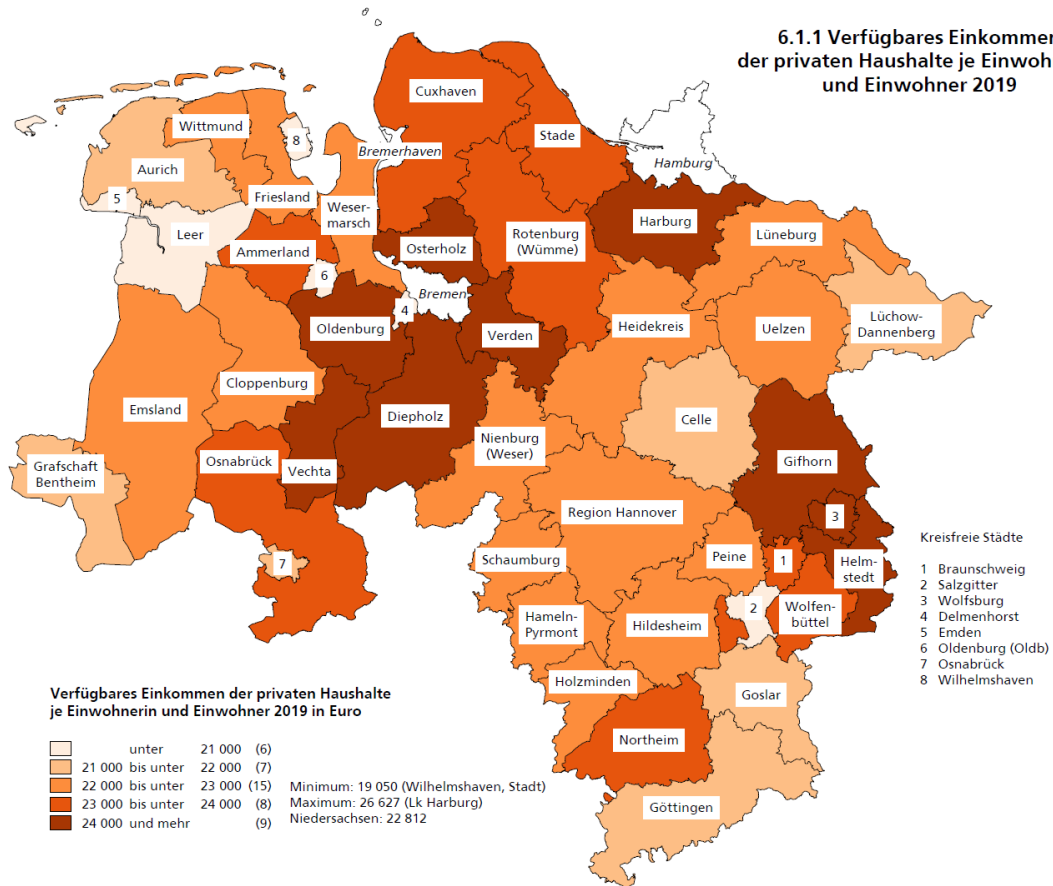 6.1.1 Verfügbares Einkommen
der privaten Haushalte je Einwoh
und Einwohner 2019
Cuxhaven
Wittmund
8
Stade
Bremerhaven
Hamburg
Aurich
5
Friesland
Weser-
marsch
Harburg
Lüneburg
Leer
Ammerland
Osterholz
Rotenburg
(Wümme)
6
Bremen
4
Oldenburg
Verden
Heidekreis
Uelzen
Lüchow-
Dannenberg
Cloppenburg
Emsland
Diepholz
Celle
Nienburg
(Weser)
Grafschaft
Bentheim
Osnabrück
Vechta
Gifhorn
Region Hannover
3
Schaumburg
Peine
1
Helm-
stedt
7
2
Wolfen-
büttel
Hameln-
Pyrmont
Hildesheim
Holzminden
Goslar
Northeim
Göttingen
Kreisfreie Städte
1 Braunschweig
2 Salzgitter
3 Wolfsburg
4 Delmenhorst
5 Emden
6 Oldenburg (Oldb)
7 Osnabrück
8 Wilhelmshaven
Verfügbares Einkommen der privaten Haushalte
je Einwohnerin und Einwohner 2019 in Euro
unter 21 000 (6)
21 000 bis unter 22 000 (7)
22 000 bis unter 23 000 (15)
23 000 bis unter 24 000 (8)
24 000 und mehr (9)
Minimum: 19 050 (Wilhelmshaven, Stadt)
Maximum: 26 627 (Lk Harburg)
Niedersachsen: 22 812